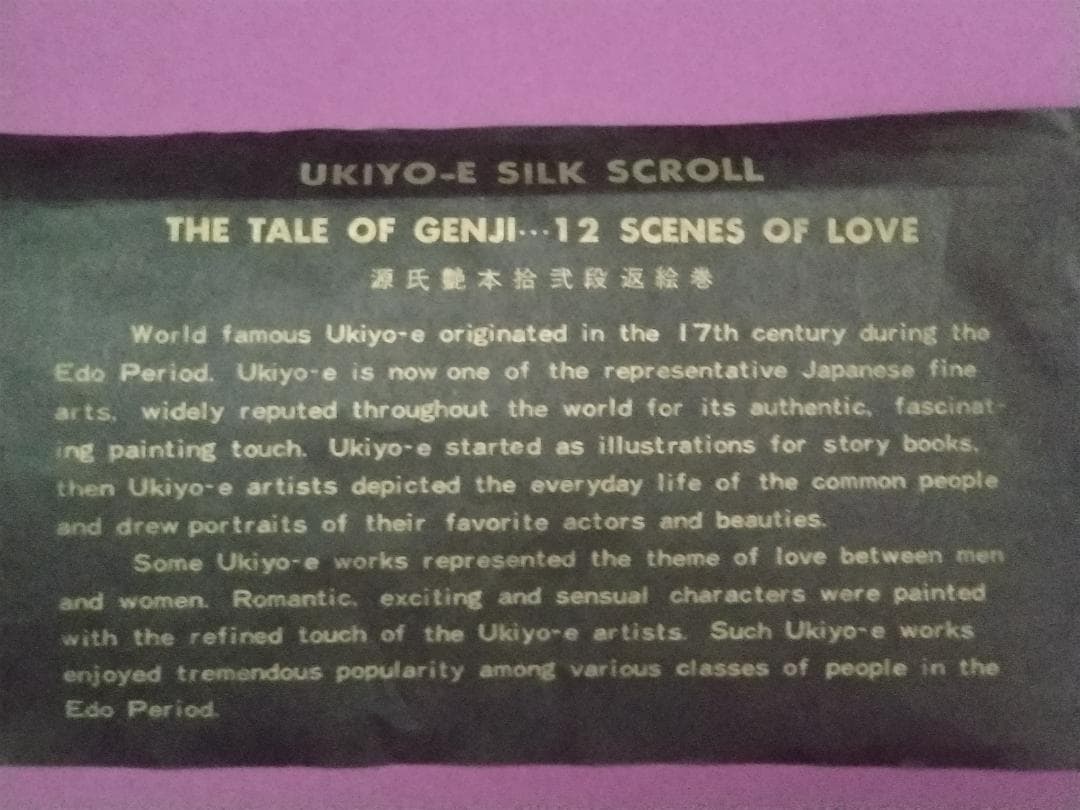 UKIYO-E SILK SCROLL
THE TALE OF GENJI···12 SCENES OF LOVE
源氏艶本拾弐段返絵巻
World famous Ukiyo-e originated in the 17th century during the
Edo Period. Ukiyo-e is now one of the representative Japanese fine
arts, widely reputed throughout the world for its authentic, fascinat-
ing painting touch. Ukiyo-e started as illustrations for story books,
then Ukiyo-e artists depicted the everyday life of the common people
and drew portraits of their favorite actors and beauties.
Some Ukiyo-e works represented the theme of love between men
and women. Romantic, exciting and sensual characters were painted
with the refined touch of the Ukiyo-e artists. Such Ukiyo-e works
enjoyed tremendous popularity among various classes of people in the
Edo Period.